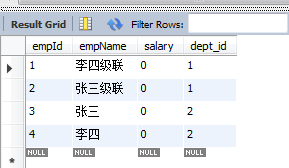 Result Grid Filter Rows:
empId empName salary dept_id
1 李四级联 0 1
2 张三级联 0 1
3 张三 0 2
4 李四 0 2
NULL NULL NULL NULL